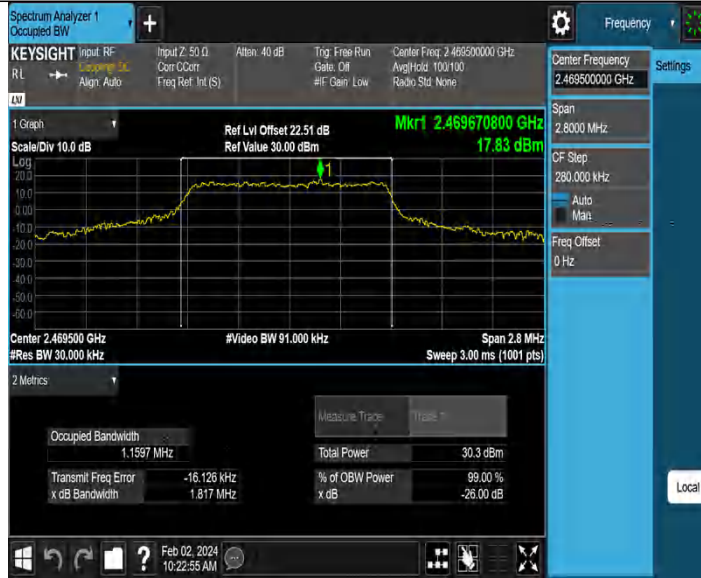 Spectrum Analyzer 1
Occupied BW
+
Frequency
KEYSIGHT
RL
Input: RF
Coupling: DC
Align: Auto
Input Z: 50 Ω
Corr CCorr
Freq Ref: Int (S)
Atten: 40 dB
Trig: Free Run
Gate: Off
#IF Gain: Low
Center Freq: 2.469500000 GHz
Avg|Hold: 100/100
Radio Std: None
LXI
Center Frequency
2.469500000 GHz
Settings
Span
2.8000 MHz
CF Step
280.000 kHz
Auto
Man
Freq Offset
0 Hz
1 Graph
Scale/Div 10.0 dB
Ref Lvl Offset 22.51 dB
Ref Value 30.00 dBm
Mkr1 2.469670800 GHz
17.83 dBm
Log
20.0
10.0
0.00
-10.0
-20.0
-30.0
-40.0
-50.0
-60.0
1
Center 2.469500 GHz
#Res BW 30.000 kHz
#Video BW 91.000 kHz
Span 2.8 MHz
Sweep 3.00 ms (1001 pts)
2 Metrics
Measure Trace
Trace 1
Occupied Bandwidth
1.1597 MHz
Total Power
30.3 dBm
Transmit Freq Error
-16.126 kHz
% of OBW Power
99.00 %
x dB Bandwidth
1.817 MHz
x dB
-26.00 dB
Local
?
Feb 02, 2024
10:22:55 AM